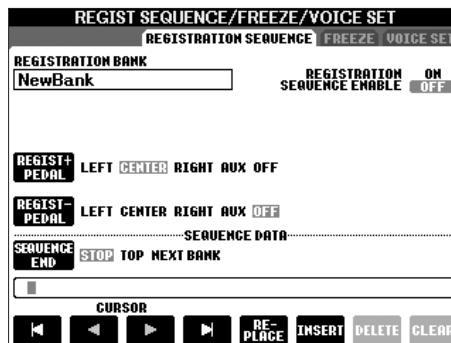 REGIST SEQUENCE/FREEZE/VOICE SET
REGISTRATION SEQUENCE FREEZE VOICE SET
REGISTRATION BANK
NewBank
REGISTRATION SEQUENCE ENABLE
ON
OFF
REGIST+ PEDAL
LEFT CENTER RIGHT AUX OFF
REGIST- PEDAL
LEFT CENTER RIGHT AUX OFF
SEQUENCE DATA
SEQUENCE END
STOP TOP NEXT BANK
CURSOR
RE-PLACE INSERT DELETE CLEAR